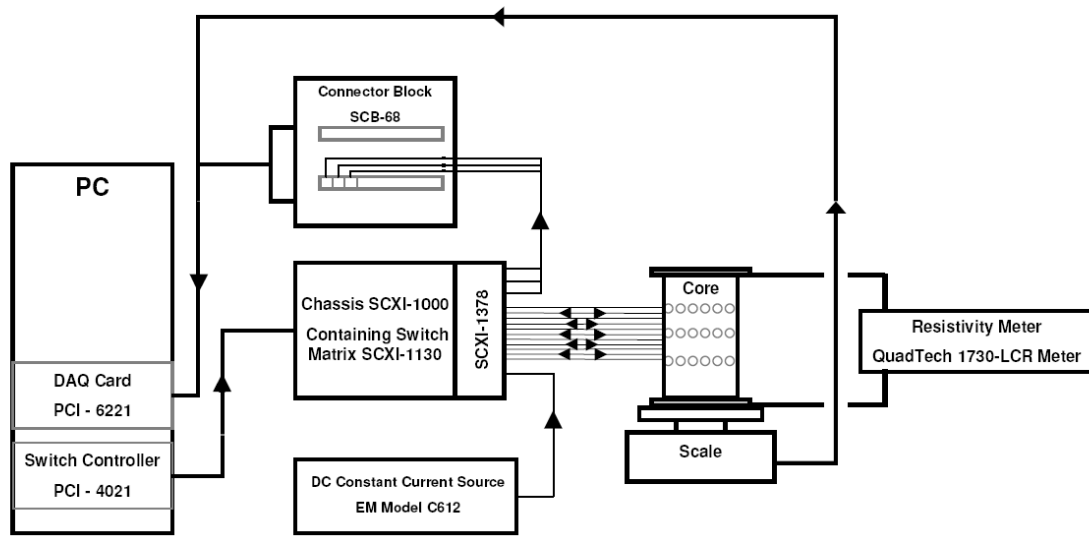 Connector Block
SCB-68
PC
DAQ Card
PCI - 6221
Switch Controller
PCI - 4021
Chassis SCXI-1000
Containing Switch
Matrix SCXI-1130
SCXI-1378
DC Constant Current Source
EM Model C612
Core
Scale
Resistivity Meter
QuadTech 1730-LCR Meter